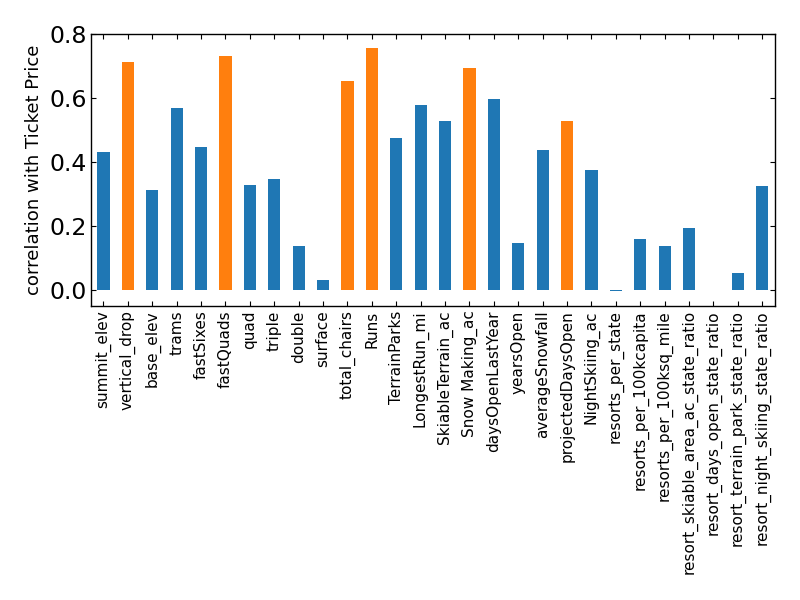 correlation with Ticket Price
0.8
0.6
0.4
0.2
0.0
summit_elev
vertical_drop
base_elev
trams
fastSixes
fastQuads
quad
triple
double
surface
total_chairs
Runs
TerrainParks
LongestRun_mi
SkiableTerrain_ac
Snow Making_ac
daysOpenLastYear
yearsOpen
averageSnowfall
projectedDaysOpen
NightSkiing_ac
resorts_per_state
resorts_per_100kcapita
resorts_per_100ksq_mile
resort_skiable_area_ac_state_ratio
resort_days_open_state_ratio
resort_terrain_park_state_ratio
resort_night_skiing_state_ratio